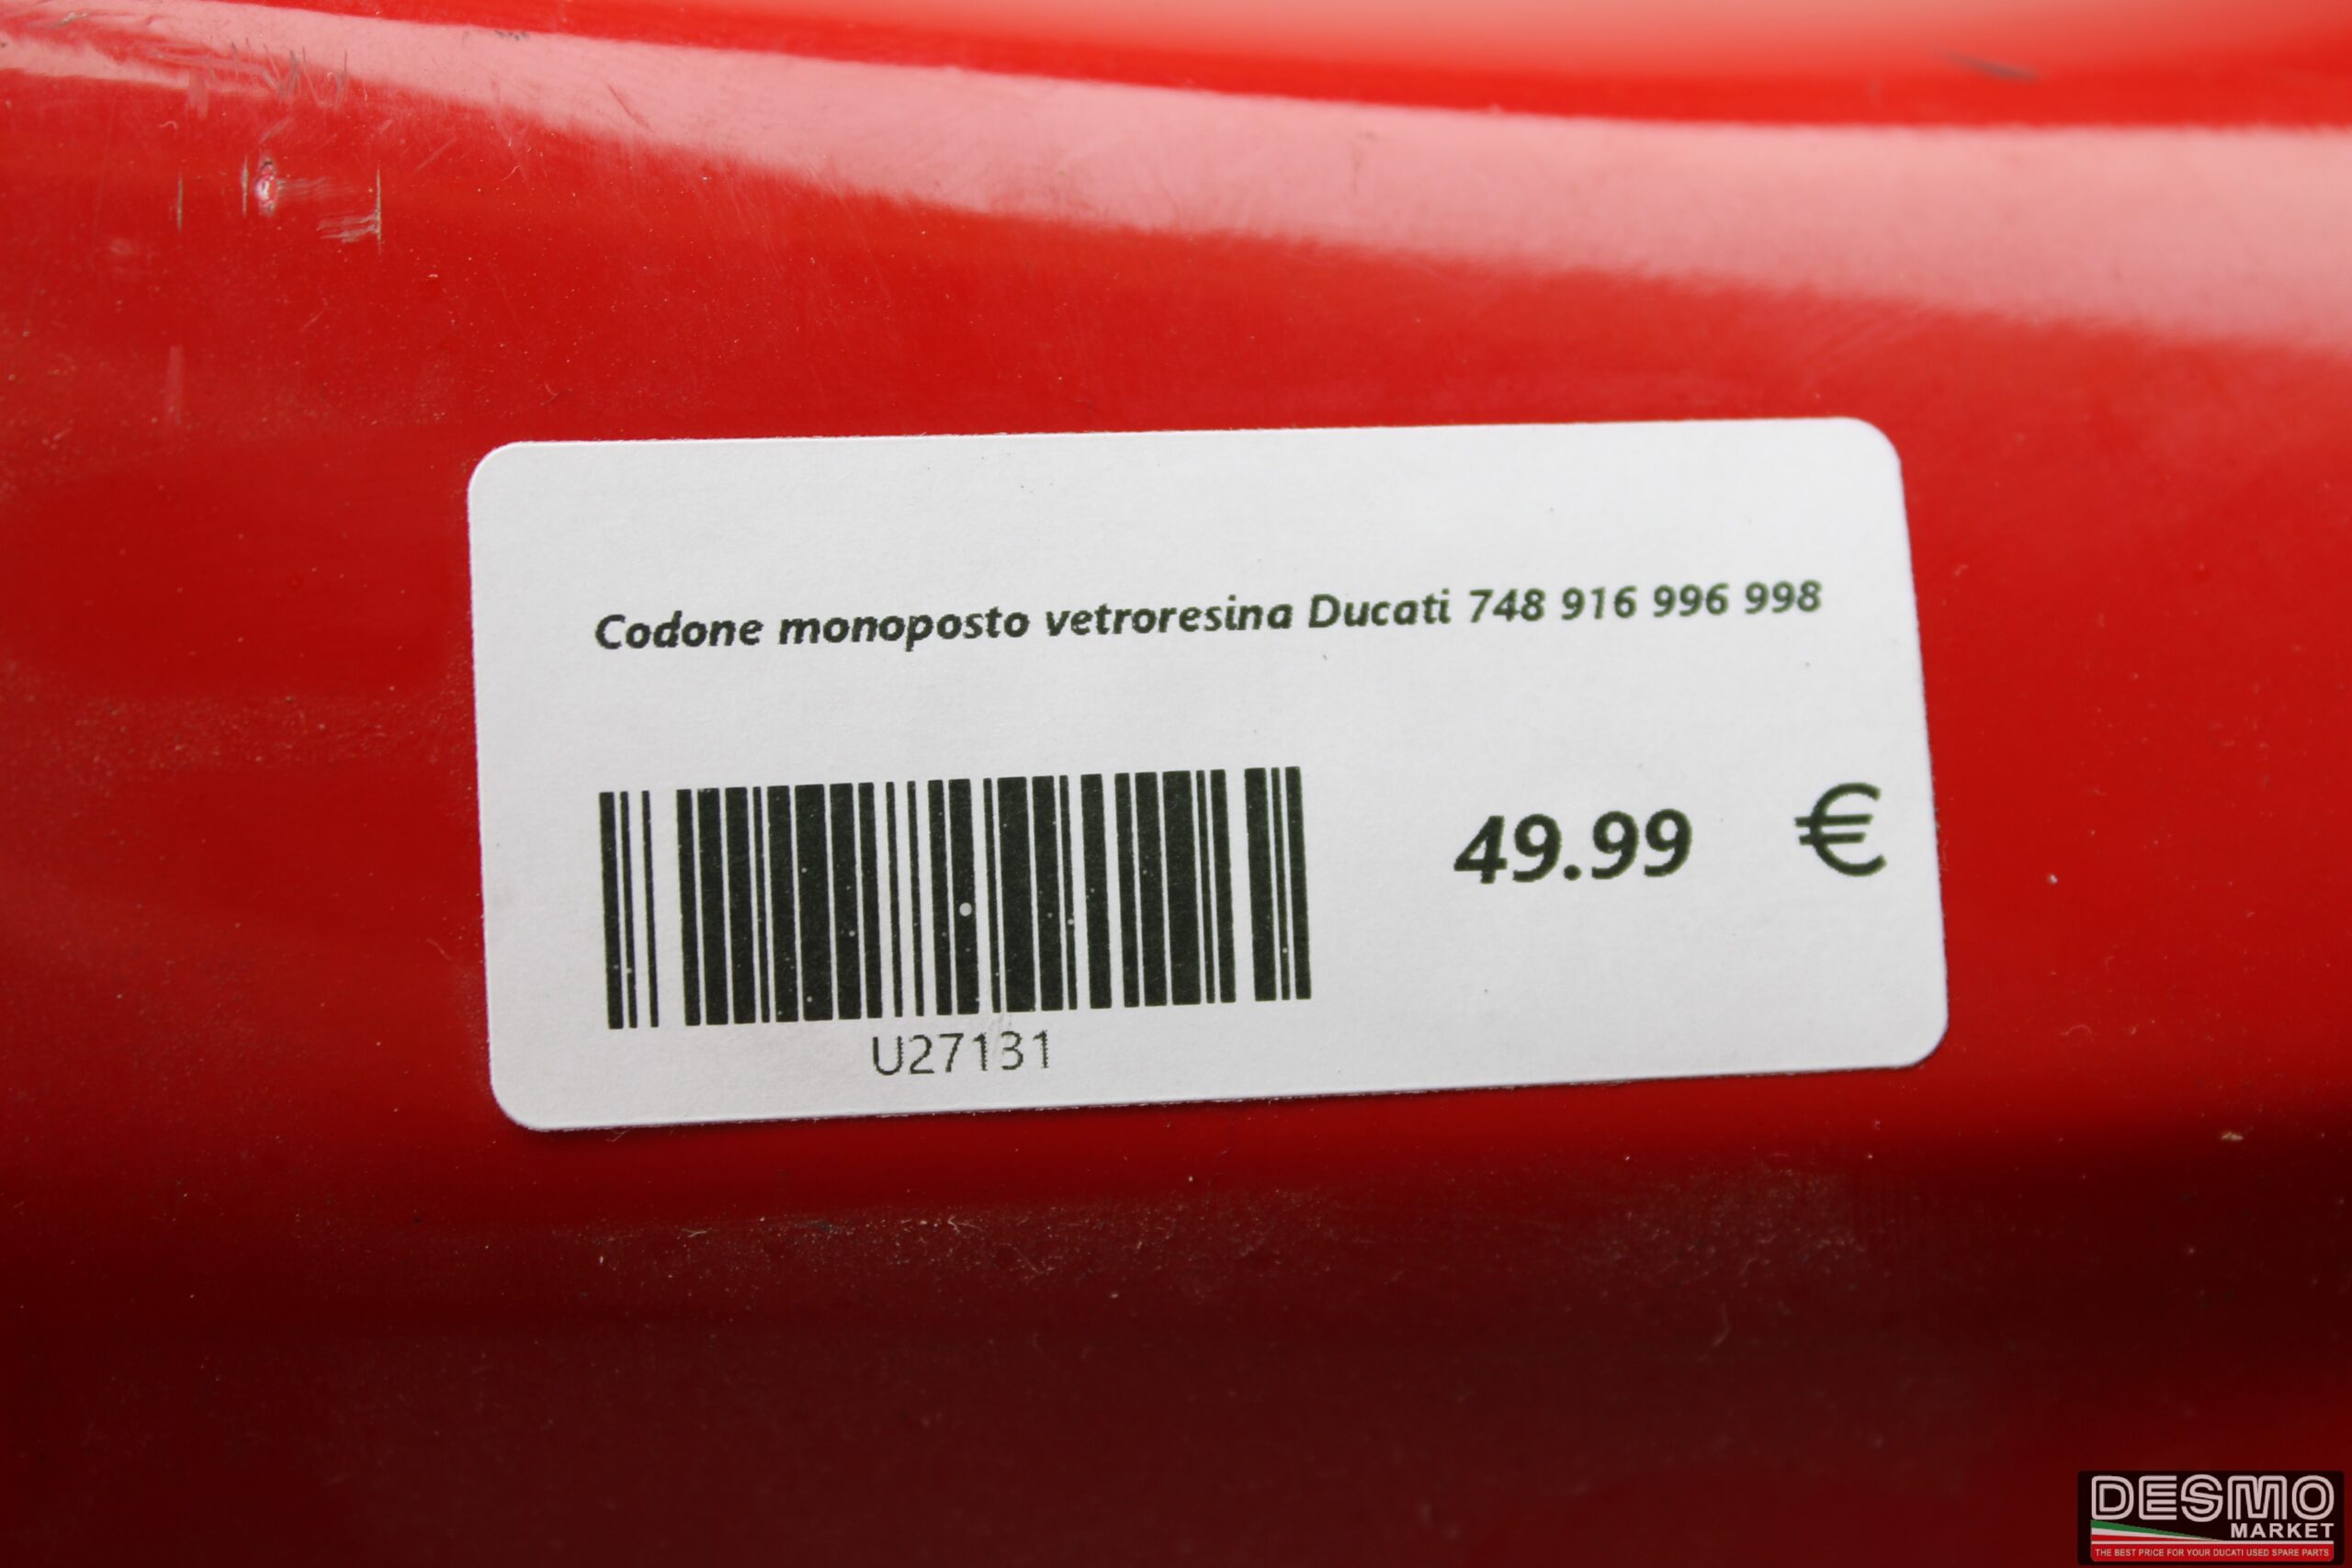 Codone monoposto vetroresina Ducati 748 916 996 998
49.99 €
U27131
DESMO
MARKET
THE BEST PRICE FOR YOUR DUCATI USED SPARE PARTS